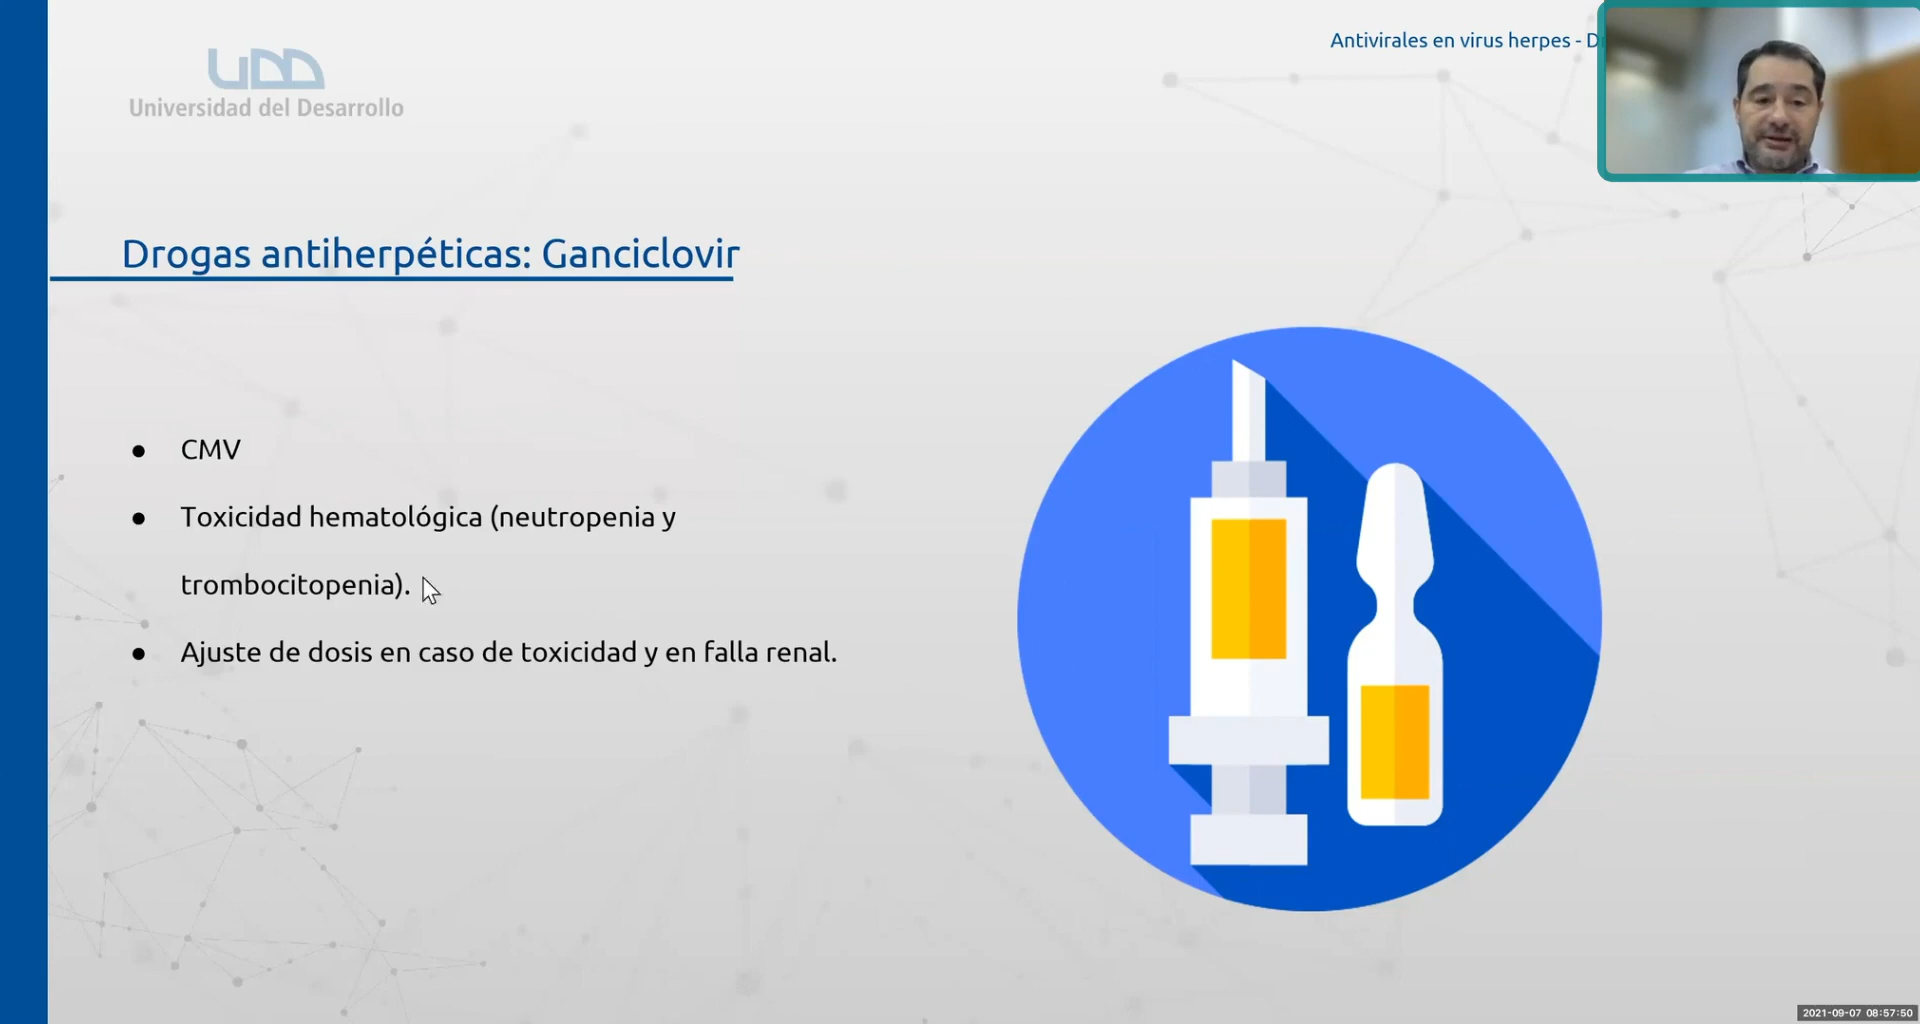 UDD
Universidad del Desarrollo
Antivirales en virus herpes -
Drogas antiherpéticas: Ganciclovir
● CMV
● Toxicidad hematológica (neutropenia y
trombocitopenia).
● Ajuste de dosis en caso de toxicidad y en falla renal.
2021-09-07 08:57:50